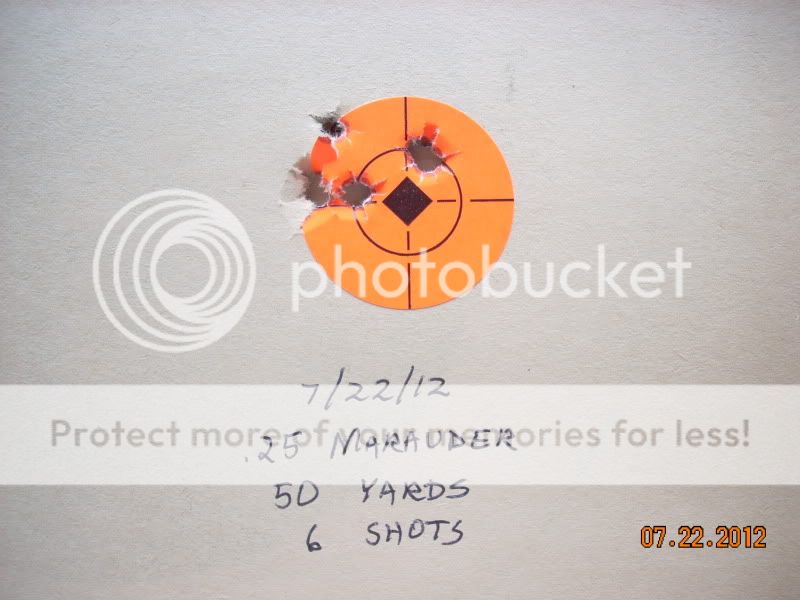 photobucket
7/22/12
Protect more of your memories for less!
.25 MARAUDER
50 YARDS
6 SHOTS
07.22.2012